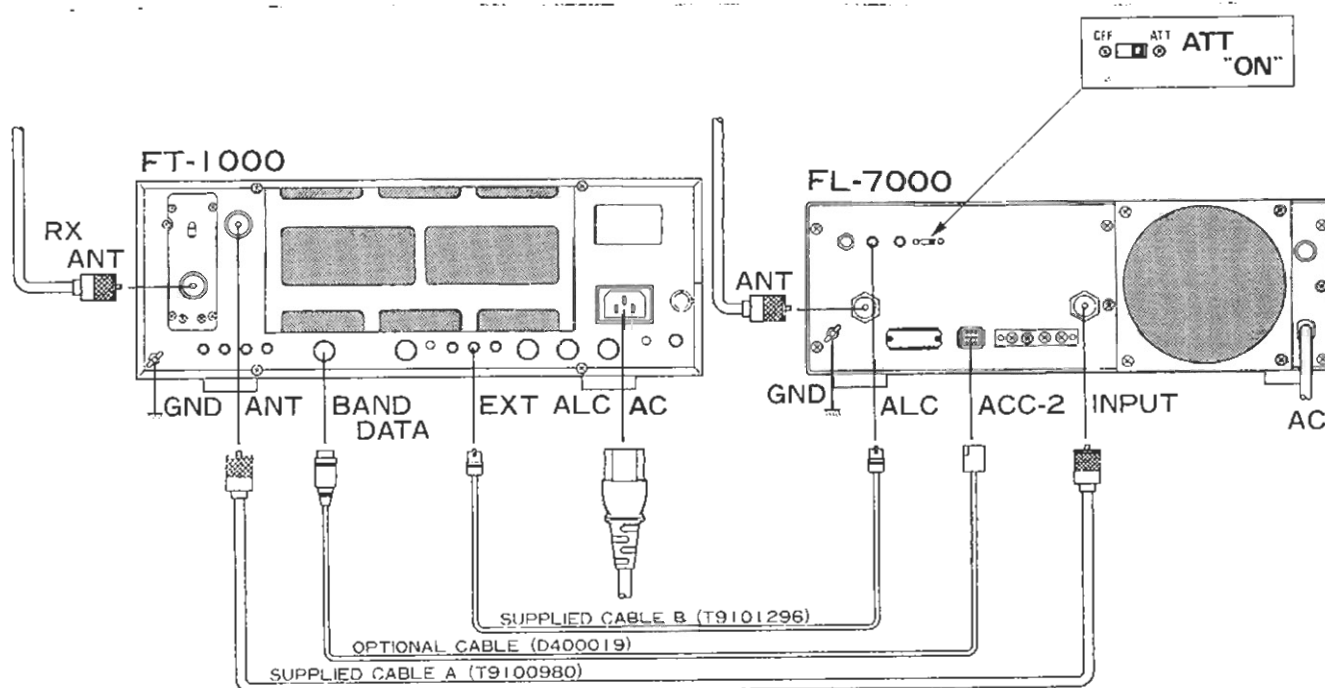 OFF ATT ATT
"ON"
FT-1000
FL-7000
RX
ANT
ANT
GND ANT BAND
DATA
EXT ALC AC
GND ALC ACC-2 INPUT AC
SUPPLIED CABLE B (T9101296)
OPTIONAL CABLE (D400019)
SUPPLIED CABLE A (T9100980)